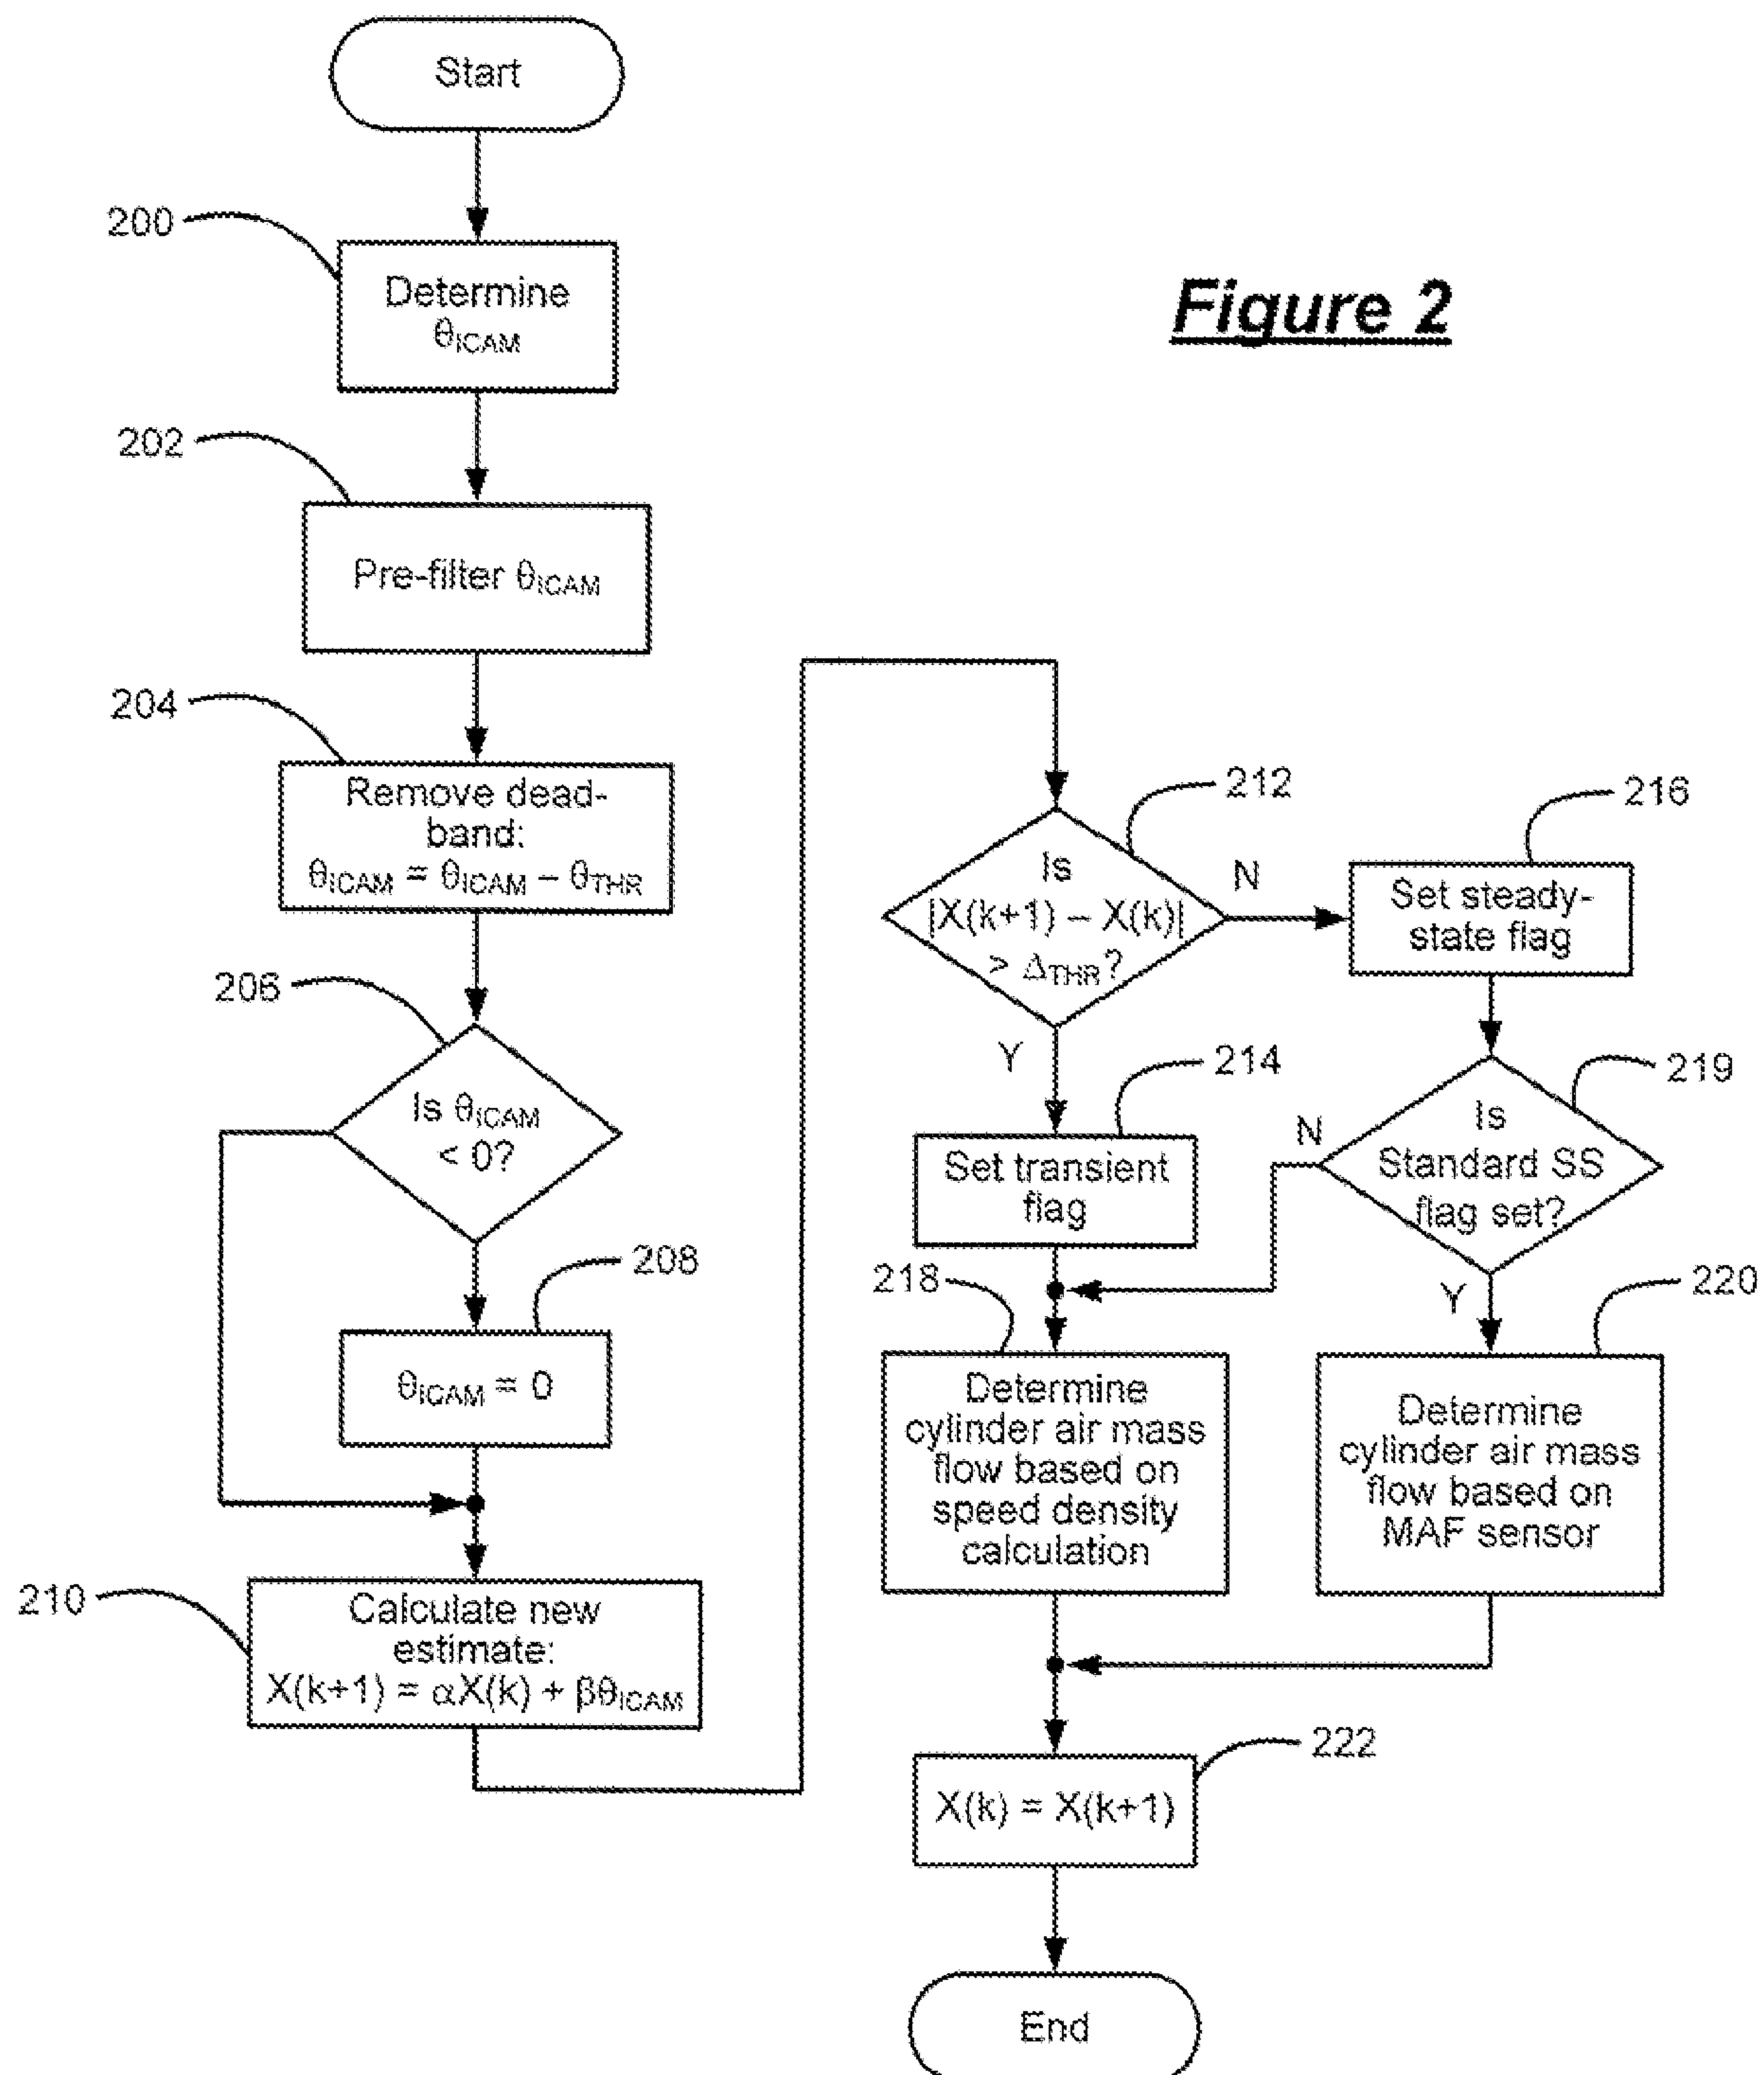 Start
200
Determine
θICAM
Figure 2
202
Pre-filter θICAM
204
Remove dead-
band:
θICAM = θICAM – θTHR
206
Is θICAM
< 0?
208
θICAM = 0
210
Calculate new
estimate:
X(k+1) = αX(k) + βθICAM
212
Is
|X(k+1) – X(k)|
> ΔTHR?
N
Y
216
Set steady-
state flag
214
Set transient
flag
219
Is
Standard SS
flag set?
N
Y
218
Determine
cylinder air mass
flow based on
speed density
calculation
220
Determine
cylinder air mass
flow based on
MAF sensor
222
X(k) = X(k+1)
End